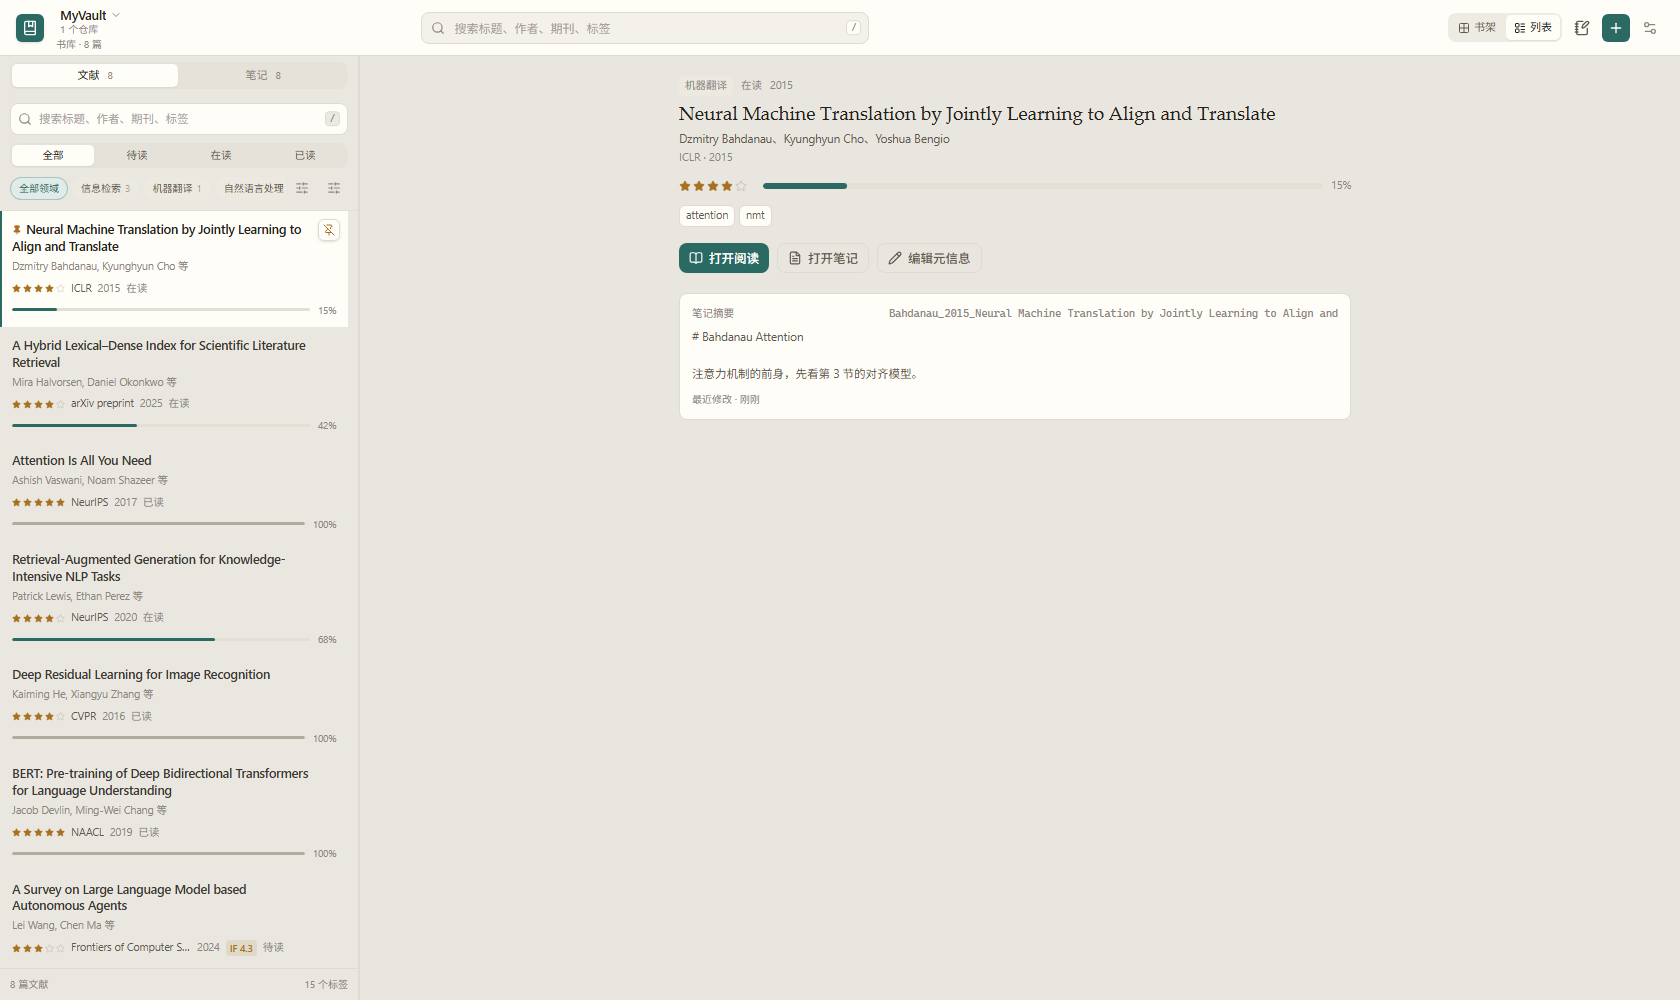 MyVault
1 个仓库
书库 · 8 篇
搜索标题、作者、期刊、标签
/
书架
列表
文献 8
笔记 8
搜索标题、作者、期刊、标签
/
全部
待读
在读
已读
全部领域
信息检索 3
机器翻译 1
自然语言处理
Neural Machine Translation by Jointly Learning to
Align and Translate
Dzmitry Bahdanau, Kyunghyun Cho 等
ICLR 2015 在读
15%
A Hybrid Lexical–Dense Index for Scientific Literature
Retrieval
Mira Halvorsen, Daniel Okonkwo 等
arXiv preprint 2025 在读
42%
Attention Is All You Need
Ashish Vaswani, Noam Shazeer 等
NeurIPS 2017 已读
100%
Retrieval-Augmented Generation for Knowledge-
Intensive NLP Tasks
Patrick Lewis, Ethan Perez 等
NeurIPS 2020 在读
68%
Deep Residual Learning for Image Recognition
Kaiming He, Xiangyu Zhang 等
CVPR 2016 已读
100%
BERT: Pre-training of Deep Bidirectional Transformers
for Language Understanding
Jacob Devlin, Ming-Wei Chang 等
NAACL 2019 已读
100%
A Survey on Large Language Model based
Autonomous Agents
Lei Wang, Chen Ma 等
Frontiers of Computer S... 2024 IF 4.3 待读
8 篇文献
15 个标签
机器翻译 在读 2015
Neural Machine Translation by Jointly Learning to Align and Translate
Dzmitry Bahdanau、Kyunghyun Cho、Yoshua Bengio
ICLR · 2015
15%
attention
nmt
打开阅读
打开笔记
编辑元信息
笔记摘要
Bahdanau_2015_Neural Machine Translation by Jointly Learning to Align and
# Bahdanau Attention
注意力机制的前身，先看第 3 节的对齐模型。
最近修改 · 刚刚